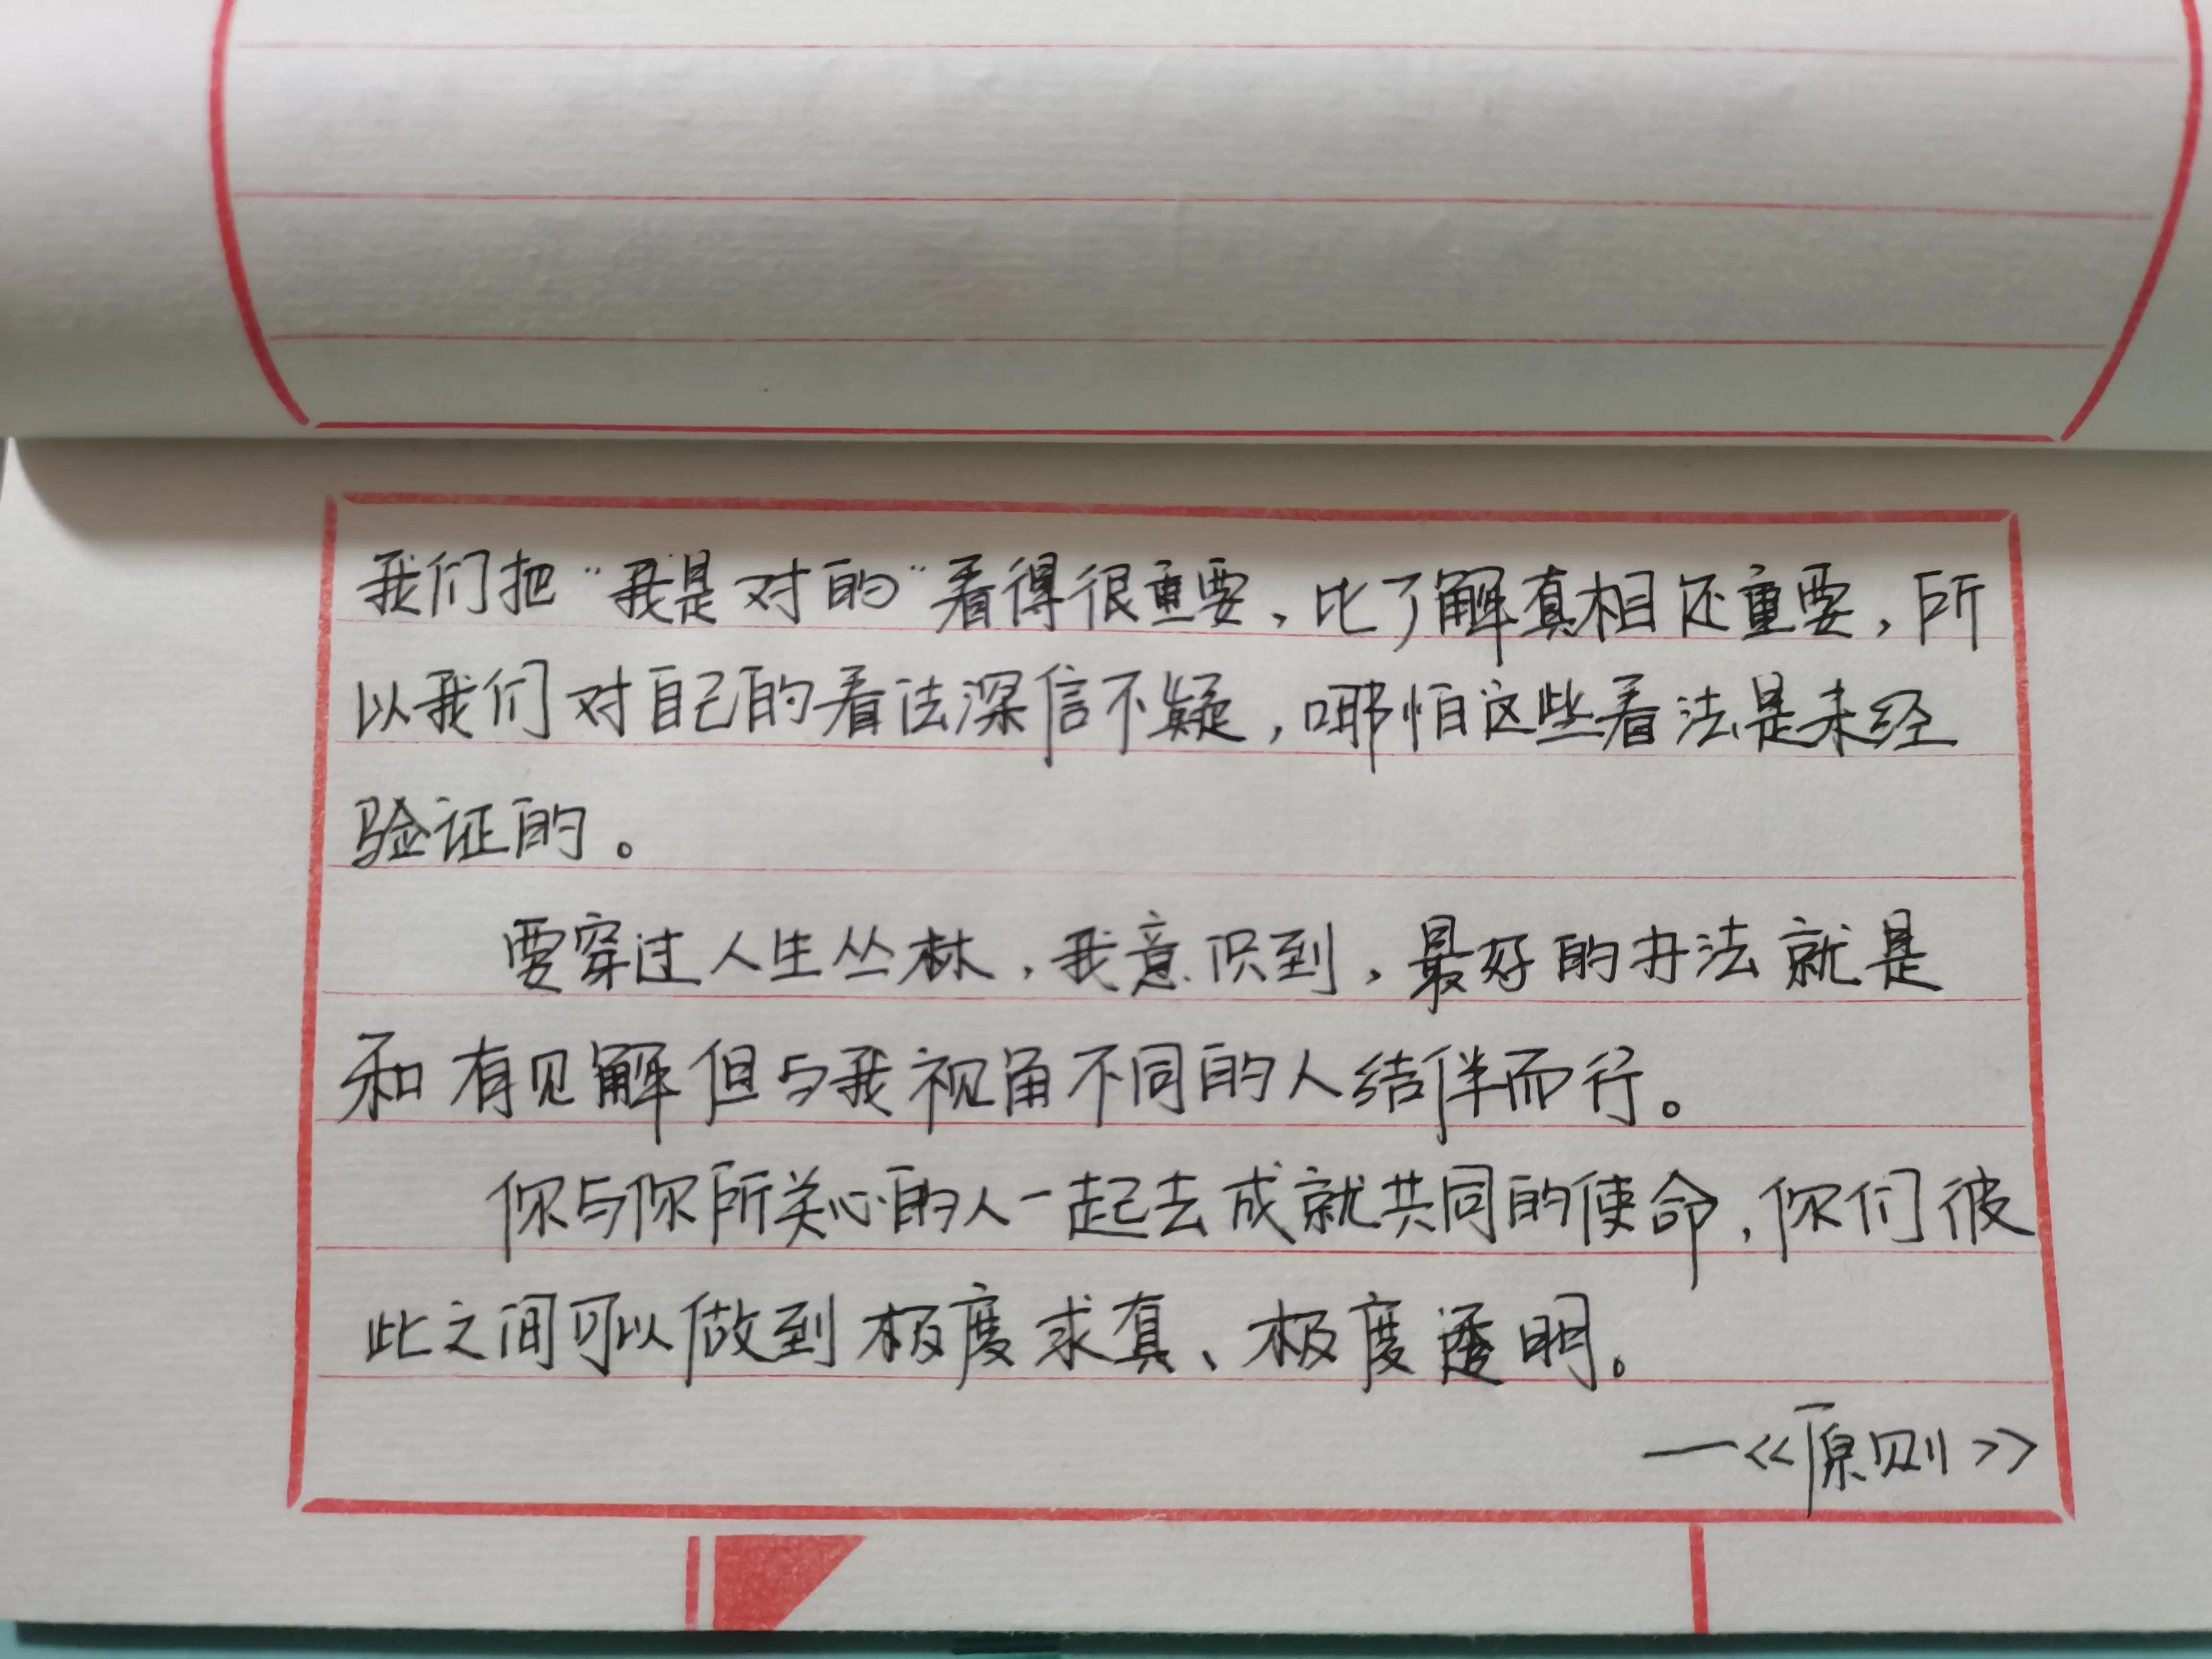 我们把“我是对的”看得很重要，比了解真相还重要，所
以我们对自己的看法深信不疑，哪怕这些看法是未经
验证的。
要穿过人生丛林，我意识到，最好的办法就是
和有见解但与我视角不同的人结伴而行。
你与你所关心的人一起去成就共同的使命，你们彼
此之间可以做到极度求真、极度透明。
—《原则》